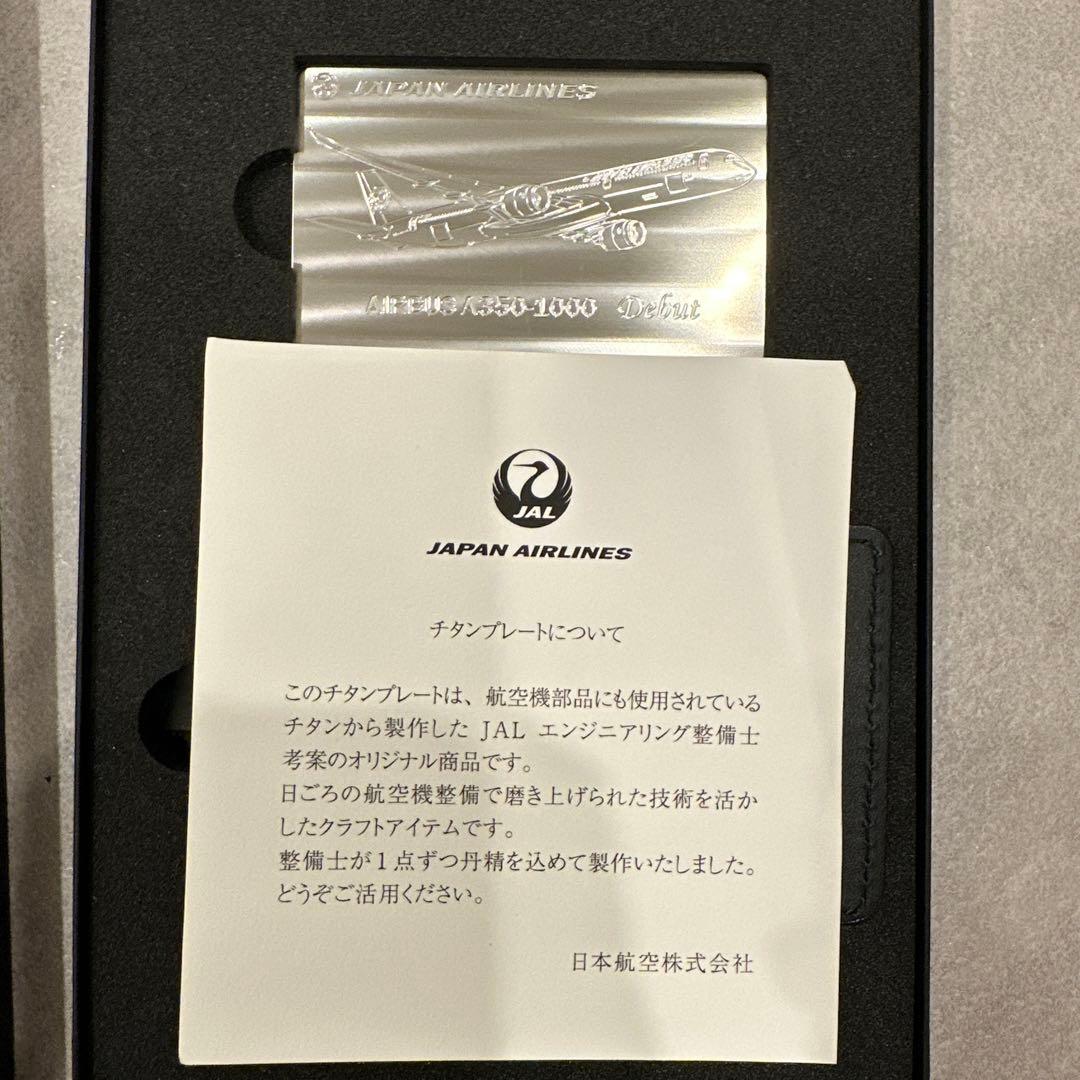 JAPAN AIRLINES
AIRBUS A350-1000 Debut
JAL
JAPAN AIRLINES
チタンプレートについて
このチタンプレートは、航空機部品にも使用されている
チタンから製作した JAL エンジニアリング整備士
考案のオリジナル商品です。
日ごろの航空機整備で磨き上げられた技術を活か
したクラフトアイテムです。
整備士が1点ずつ丹精を込めて製作いたしました。
どうぞご活用ください。
日本航空株式会社